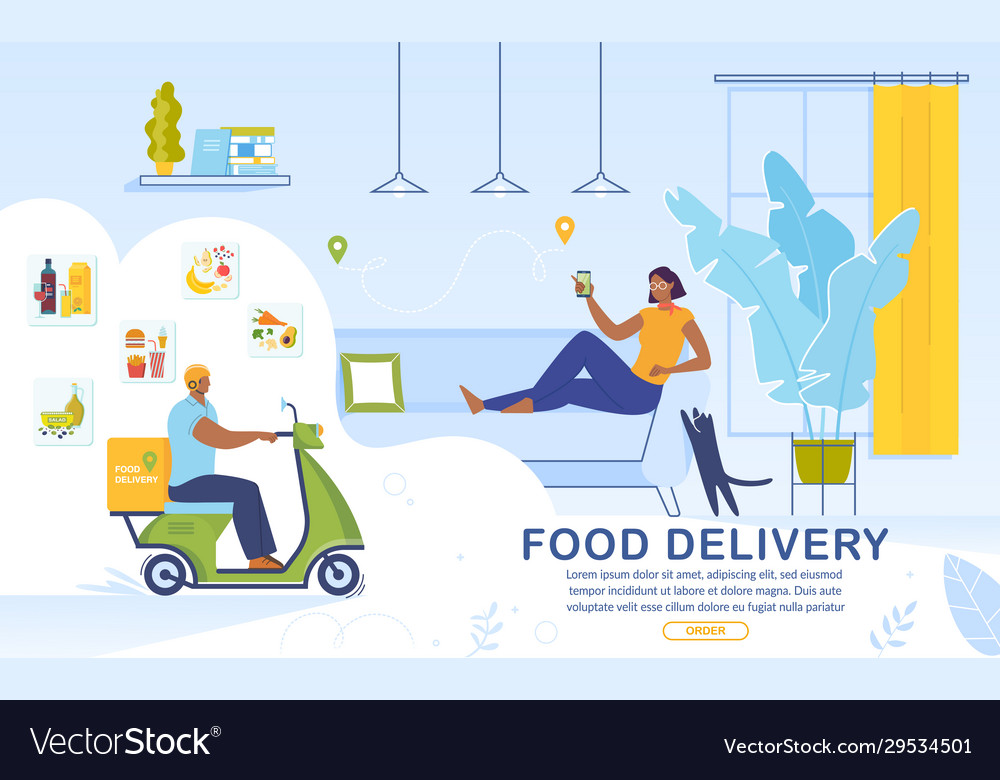 SALAD
FOOD
DELIVERY
FOOD DELIVERY
Lorem ipsum dolor sit amet, adipiscing elit, sed eiusmod
tempor incididunt ut labore et dolore magna. Duis aute
voluptate velit esse cillum dolore eu fugiat nulla pariatur
ORDER
VectorStock®
VectorStock.com/29534501